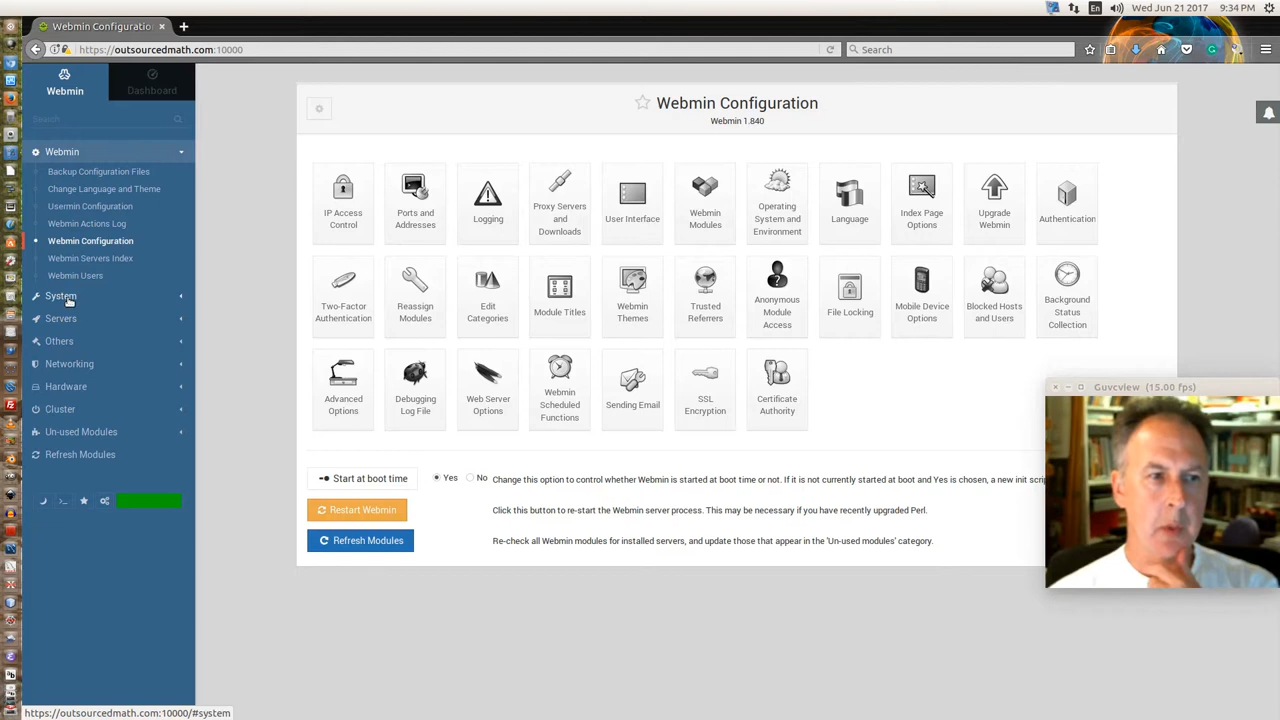 En
Wed Jun 21 2017
9:34 PM
Webmin Configuratio
https://outsourcedmath.com:10000
Search
Webmin
Dashboard
Search
Webmin
Backup Configuration Files
Change Language and Theme
Usermin Configuration
Webmin Actions Log
Webmin Configuration
Webmin Servers Index
Webmin Users
System
Servers
Others
Networking
Hardware
Cluster
Un-used Modules
Refresh Modules
Webmin Configuration
Webmin 1.840
IP Access
Control
Ports and
Addresses
Logging
Proxy Servers
and
Downloads
User Interface
Webmin
Modules
Operating
System and
Environment
Language
Index Page
Options
Upgrade
Webmin
Authentication
Two-Factor
Authentication
Reassign
Modules
Edit
Categories
Module Titles
Webmin
Themes
Trusted
Referrers
Anonymous
Module
Access
File Locking
Mobile Device
Options
Blocked Hosts
and Users
Background
Status
Collection
Advanced
Options
Debugging
Log File
Web Server
Options
Webmin
Scheduled
Functions
Sending Email
SSL
Encryption
Certificate
Authority
Start at boot time
Yes
No
Change this option to control whether Webmin is started at boot time or not. If it is not currently started at boot and Yes is chosen, a new init scrip
Restart Webmin
Click this button to re-start the Webmin server process. This may be necessary if you have recently upgraded Perl.
Refresh Modules
Re-check all Webmin modules for installed servers, and update those that appear in the 'Un-used modules' category.
Guvcview (15.00 fps)
https://outsourcedmath.com:10000/#system